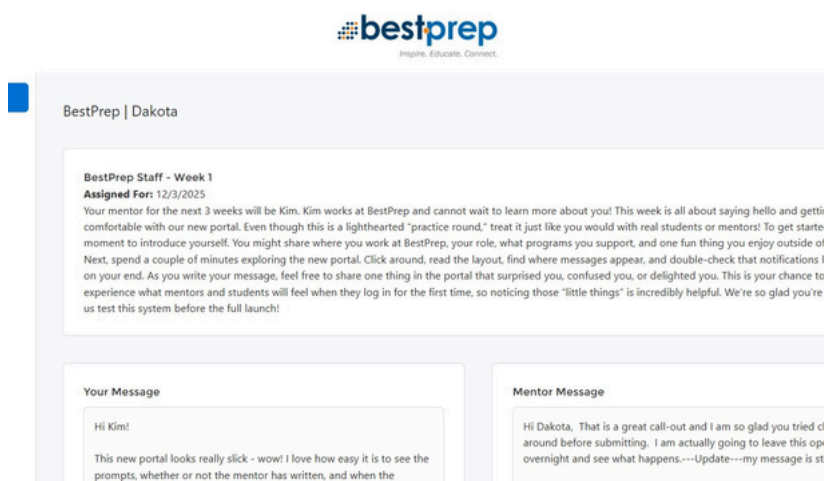 bestprep
Inspire. Educate. Connect.
BestPrep | Dakota
BestPrep Staff - Week 1
Assigned For: 12/3/2025
Your mentor for the next 3 weeks will be Kim. Kim works at BestPrep and cannot wait to learn more about you! This week is all about saying hello and
comfortable with our new portal. Even though this is a lighthearted "practice round," treat it just like you would with real students or mentors! To get
moment to introduce yourself. You might share where you work at BestPrep, your role, what programs you support, and one fun thing you enjoy outside
Next, spend a couple of minutes exploring the new portal. Click around, read the layout, find where messages appear, and double-check that notifications
on your end. As you write your message, feel free to share one thing in the portal that surprised you, confused you, or delighted you. This is your chance to
experience what mentors and students will feel when they log in for the first time, so noticing those "little things" is incredibly helpful. We're so glad you're
us test this system before the full launch!
Your Message
Mentor Message
Hi Kim!
This new portal looks really slick - wow! I love how easy it is to see the
prompts, whether or not the mentor has written, and when the
Hi Dakota, That is a great call-out and I am so glad you tried
around before submitting. I am actually going to leave this
overnight and see what happens.---Update---my message is